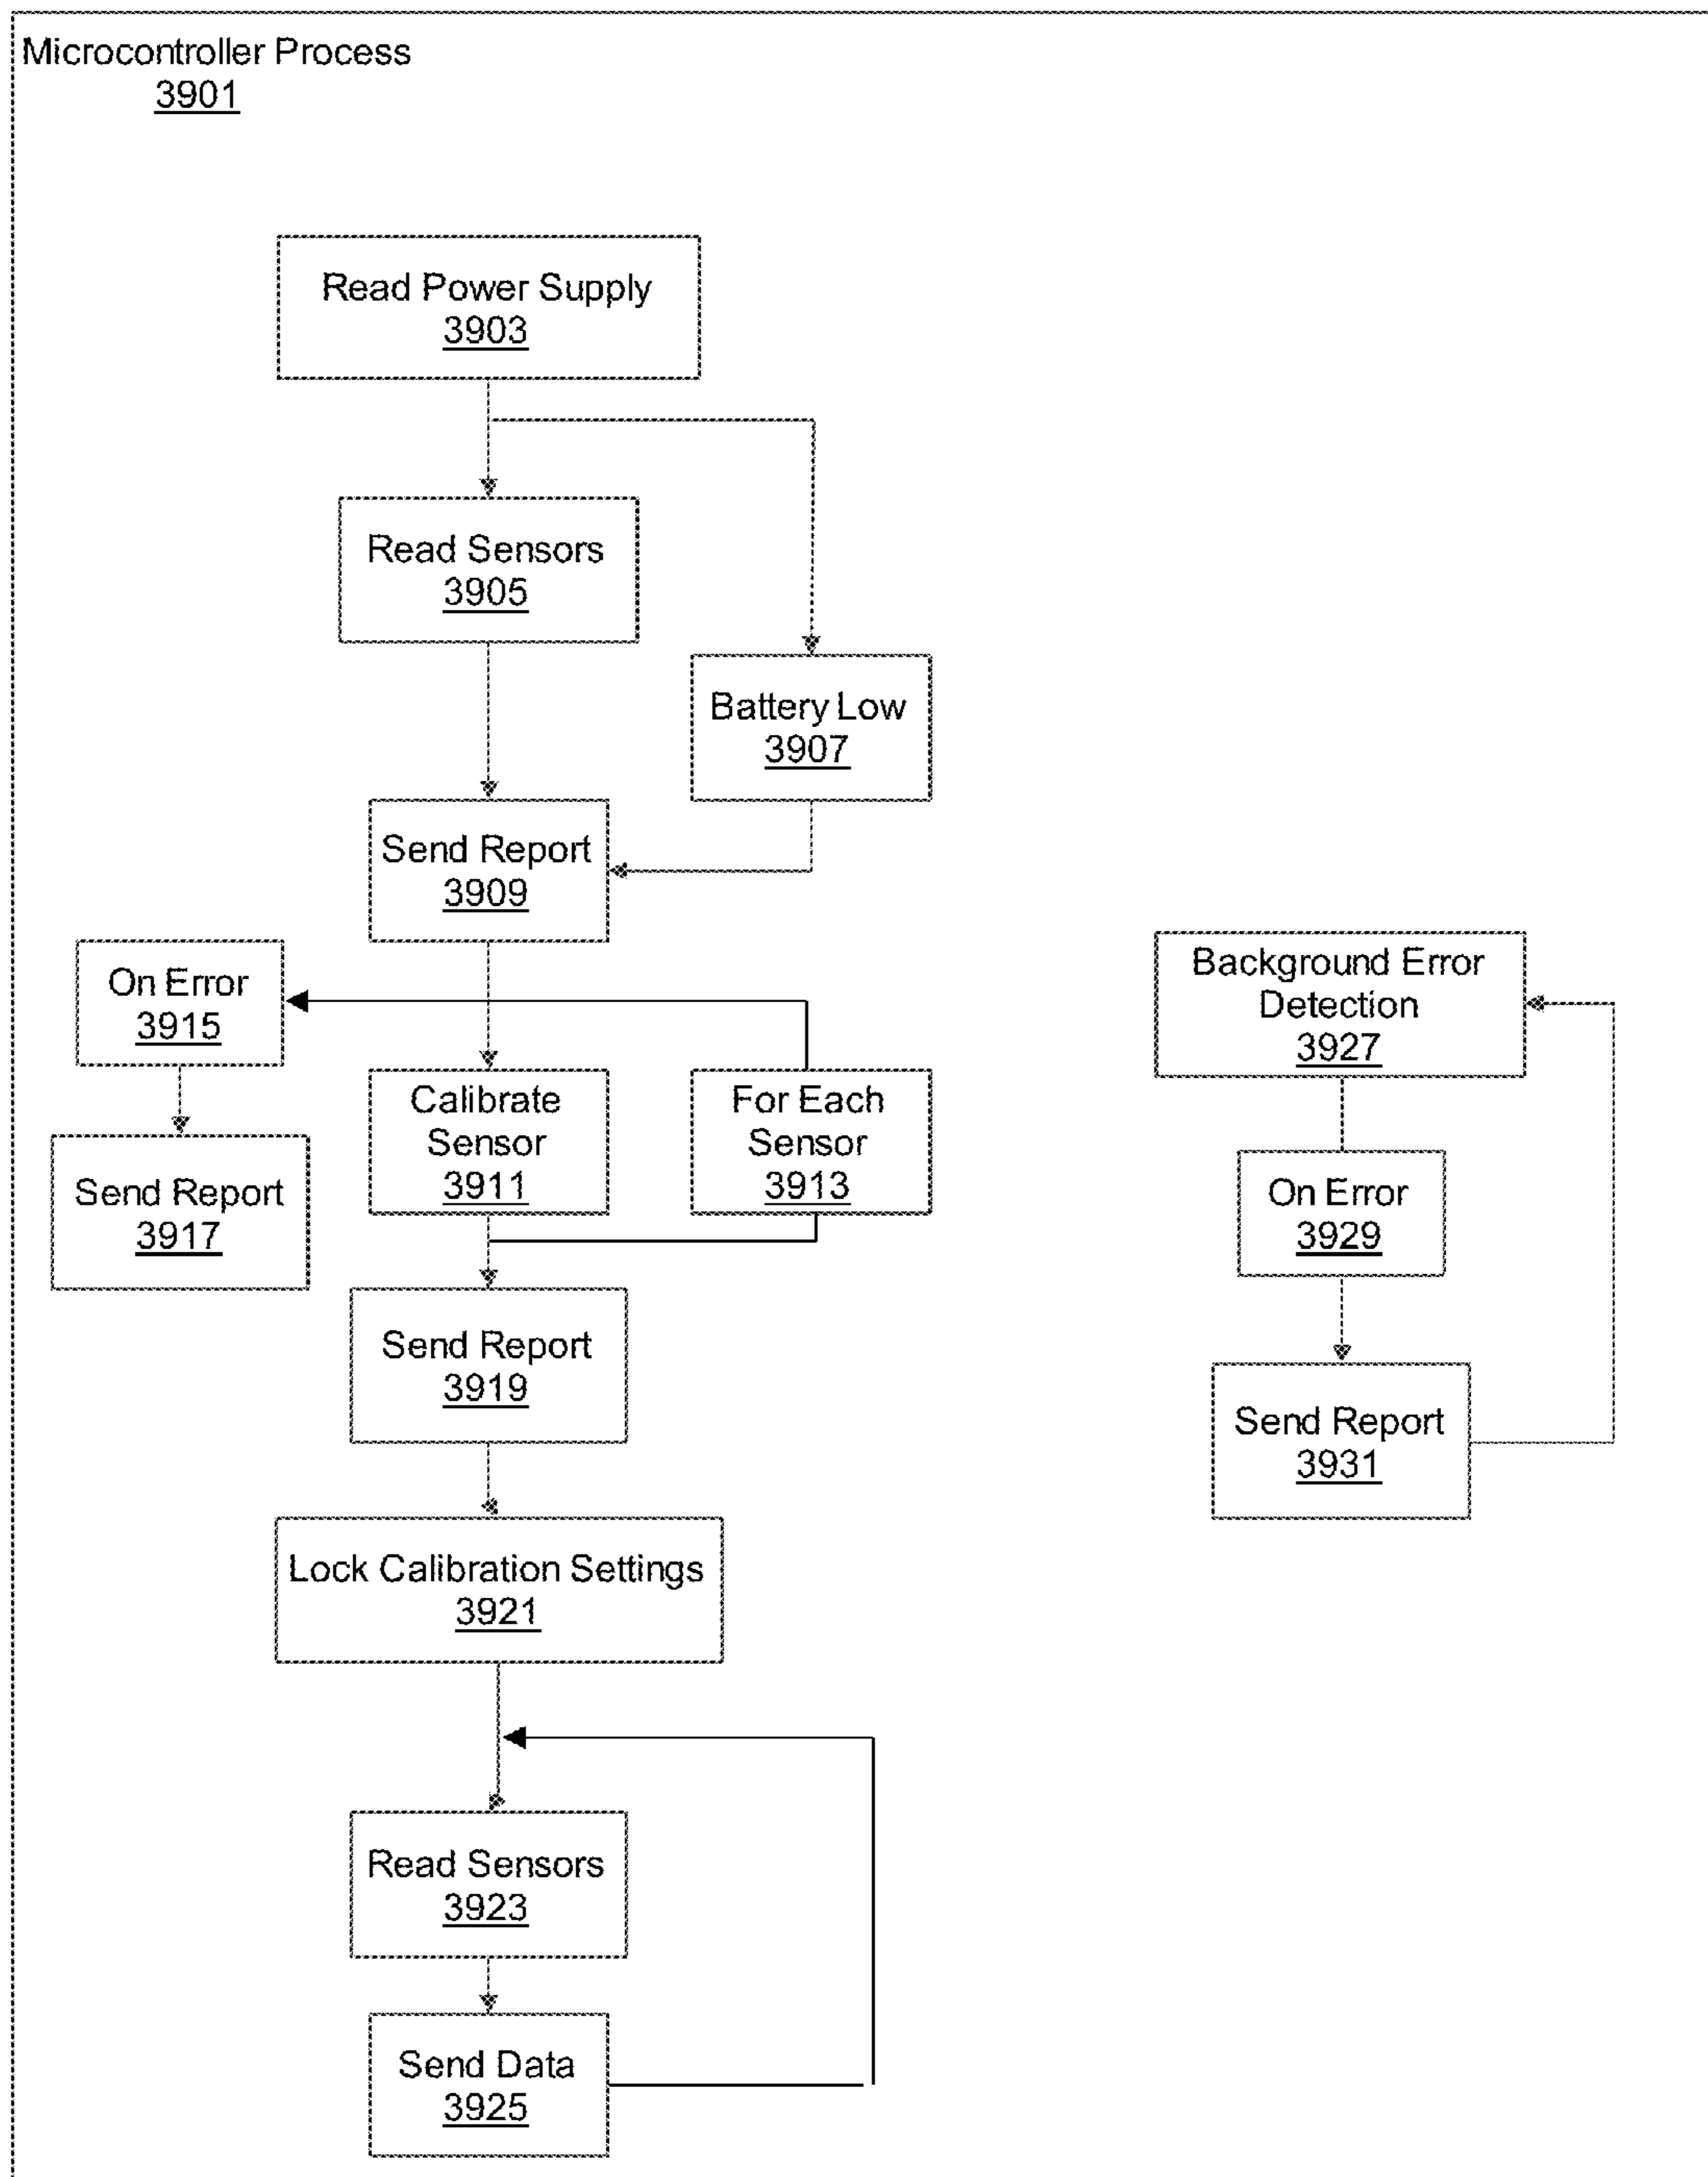 Microcontroller Process
3901
Read Power Supply
3903
Read Sensors
3905
Battery Low
3907
Send Report
3909
On Error
3915
Send Report
3917
Calibrate
Sensor
3911
For Each
Sensor
3913
Send Report
3919
Lock Calibration Settings
3921
Read Sensors
3923
Send Data
3925
Background Error
Detection
3927
On Error
3929
Send Report
3931